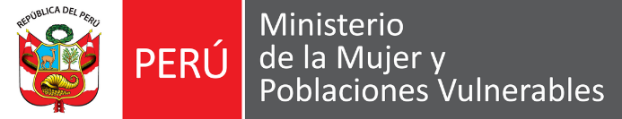 REPÚBLICA DEL PERÚ
PERÚ
Ministerio
de la Mujer y
Poblaciones Vulnerables